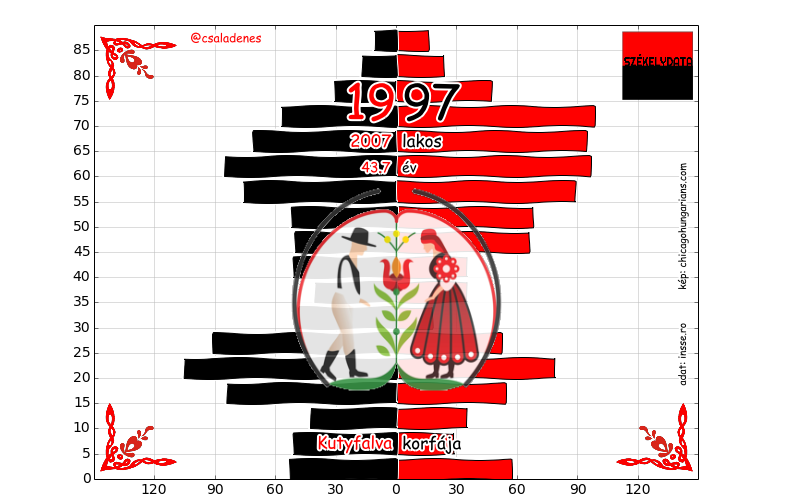 @csaladenes
SZÉKELYDATA
1997
2007 lakos
43.7 év
kép: chicagohungarians.com
adat: insse.ro
Kutyfalva korfája
85
80
75
70
65
60
55
50
45
40
35
30
25
20
15
10
5
0
120 90 60 30 0 30 60 90 120